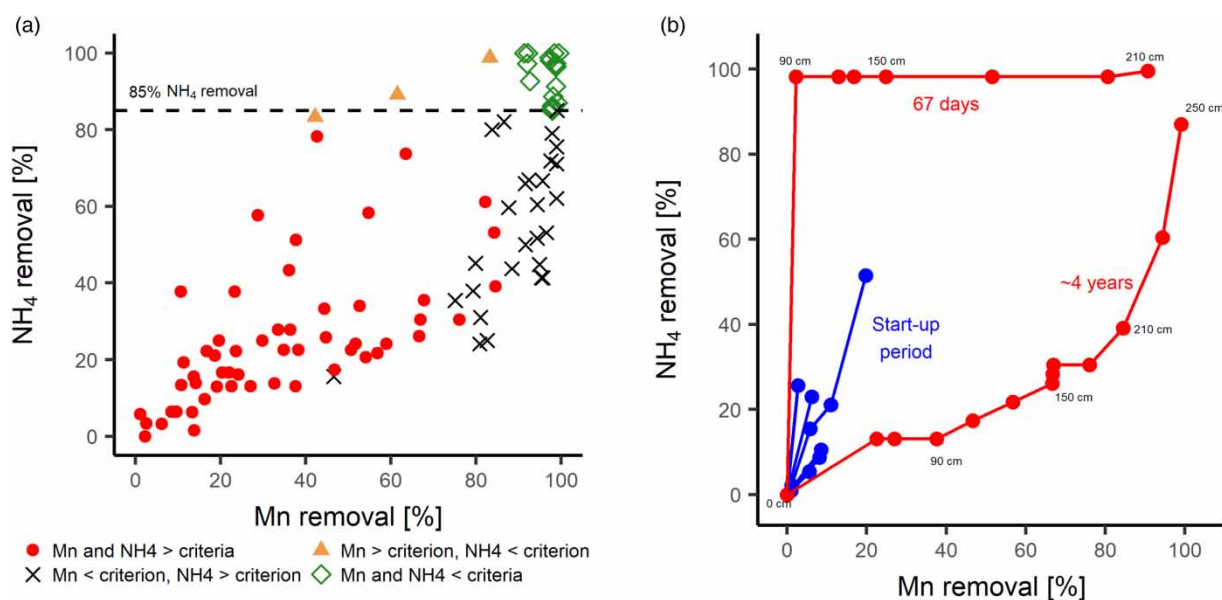 (a)
NH₄ removal [%]
100
80
60
40
20
0
85% NH₄ removal
0 20 40 60 80 100
Mn removal [%]
Mn and NH4 > criteria
Mn > criterion, NH4 < criterion
Mn < criterion, NH4 > criterion
Mn and NH4 < criteria
(b)
NH₄ removal [%]
100
80
60
40
20
0
90 cm 150 cm 210 cm
67 days
250 cm
~4 years
Start-up
period
210 cm
150 cm
90 cm
0 cm
0 20 40 60 80 100
Mn removal [%]